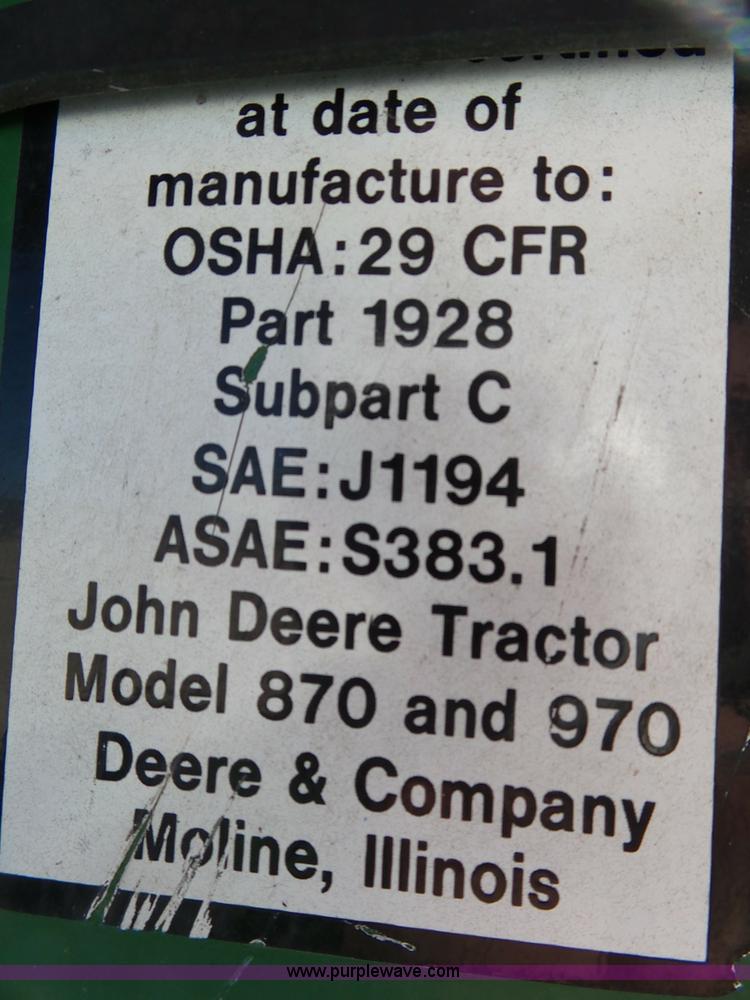 certified
at date of
manufacture to:
OSHA:29 CFR
Part 1928
Subpart C
SAE:J1194
ASAE:S383.1
John Deere Tractor
Model 870 and 970
Deere & Company
Moline, Illinois
www.purplewave.com